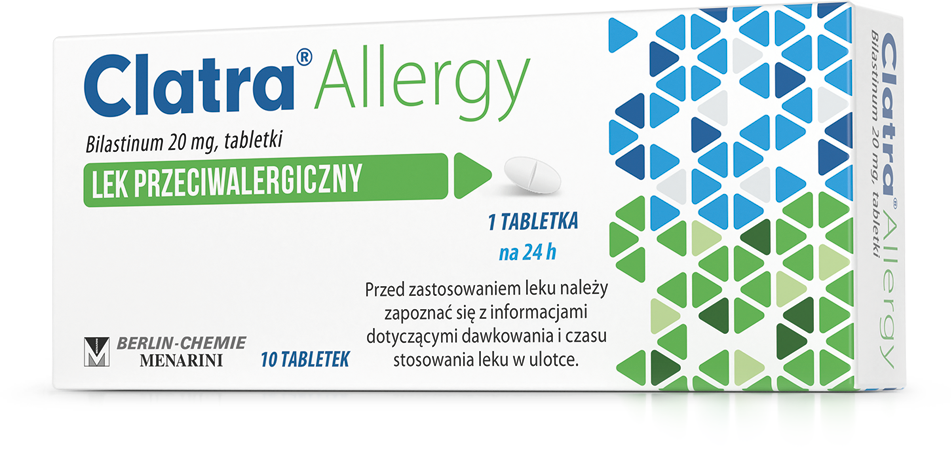 Clatra® Allergy
Bilastinum 20 mg, tabletki
LEK PRZECIWALERGICZNY
1 TABLETKA
na 24 h
Przed zastosowaniem leku należy
zapoznać się z informacjami
dotyczącymi dawkowania i czasu
stosowania leku w ulotce.
BERLIN-CHEMIE
MENARINI
10 TABLETEK
Clatra® Allergy
Bilastinum 20 mg, tabletki